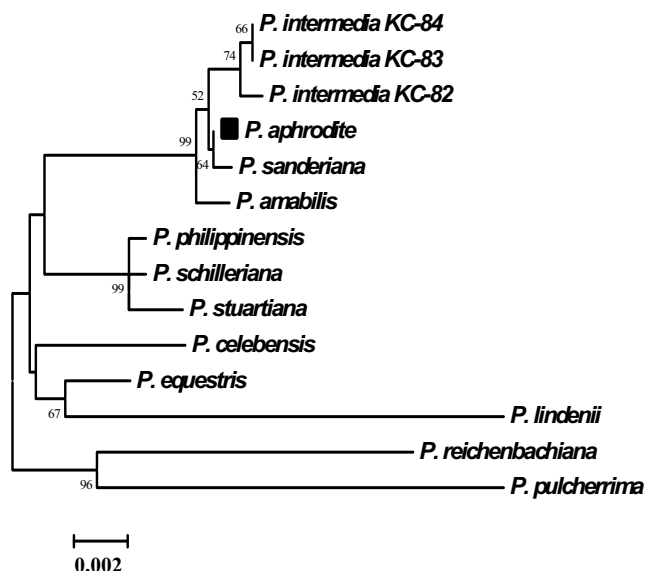 66
P. intermedia KC-84
P. intermedia KC-83
74
P. intermedia KC-82
52
P. aphrodite
99
64
P. sanderiana
P. amabilis
P. philippinensis
P. schilleriana
99
P. stuartiana
P. celebensis
P. equestris
67
P. lindenii
P. reichenbachiana
96
P. pulcherrima
0.002